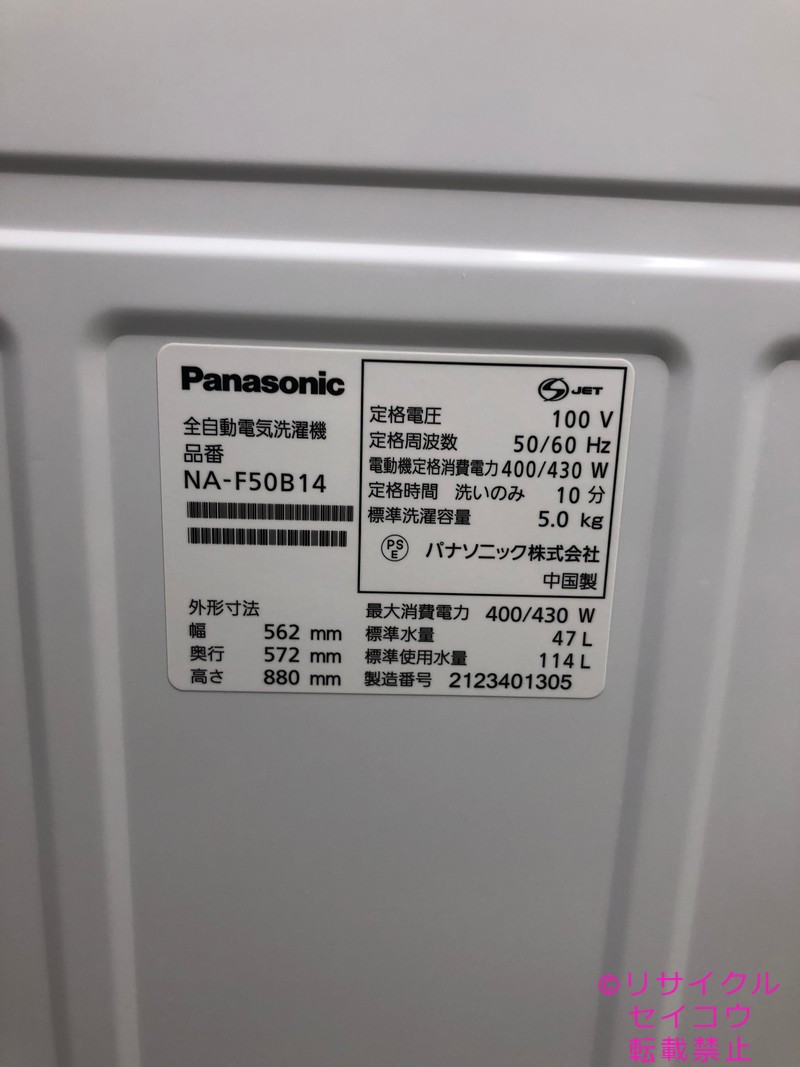 Panasonic
全自動電気洗濯機
品番
NA-F50B14
外形寸法
幅 562 mm
奥行 572 mm
高さ 880 mm
S JET
定格電圧 100 V
定格周波数 50/60 Hz
電動機定格消費電力 400/430 W
定格時間 洗いのみ 10 分
標準洗濯容量 5.0 kg
PS E パナソニック株式会社
中国製
最大消費電力 400/430 W
標準水量 47 L
標準使用水量 114 L
製造番号 2123401305
©リサイクル
セイコウ
転載禁止